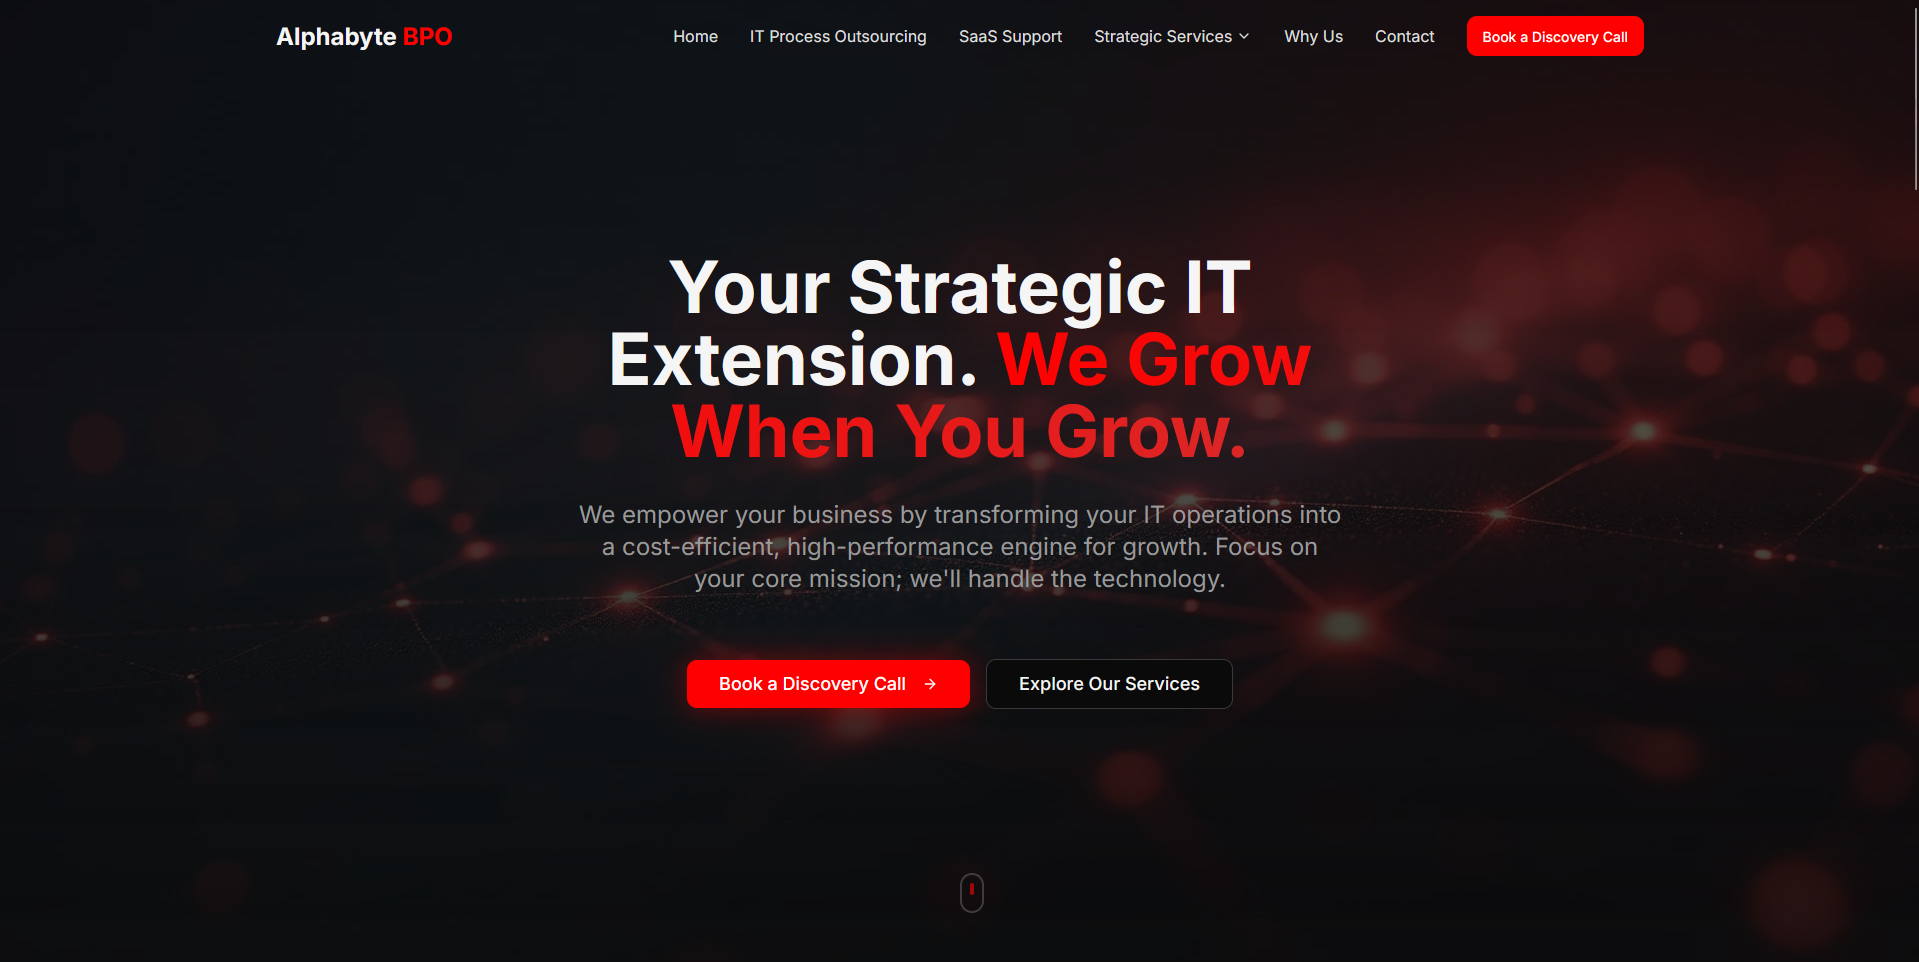 Alphabyte BPO
Home
IT Process Outsourcing
SaaS Support
Strategic Services
Why Us
Contact
Book a Discovery Call
Your Strategic IT
Extension. We Grow
When You Grow.
We empower your business by transforming your IT operations into
a cost-efficient, high-performance engine for growth. Focus on
your core mission; we'll handle the technology.
Book a Discovery Call →
Explore Our Services